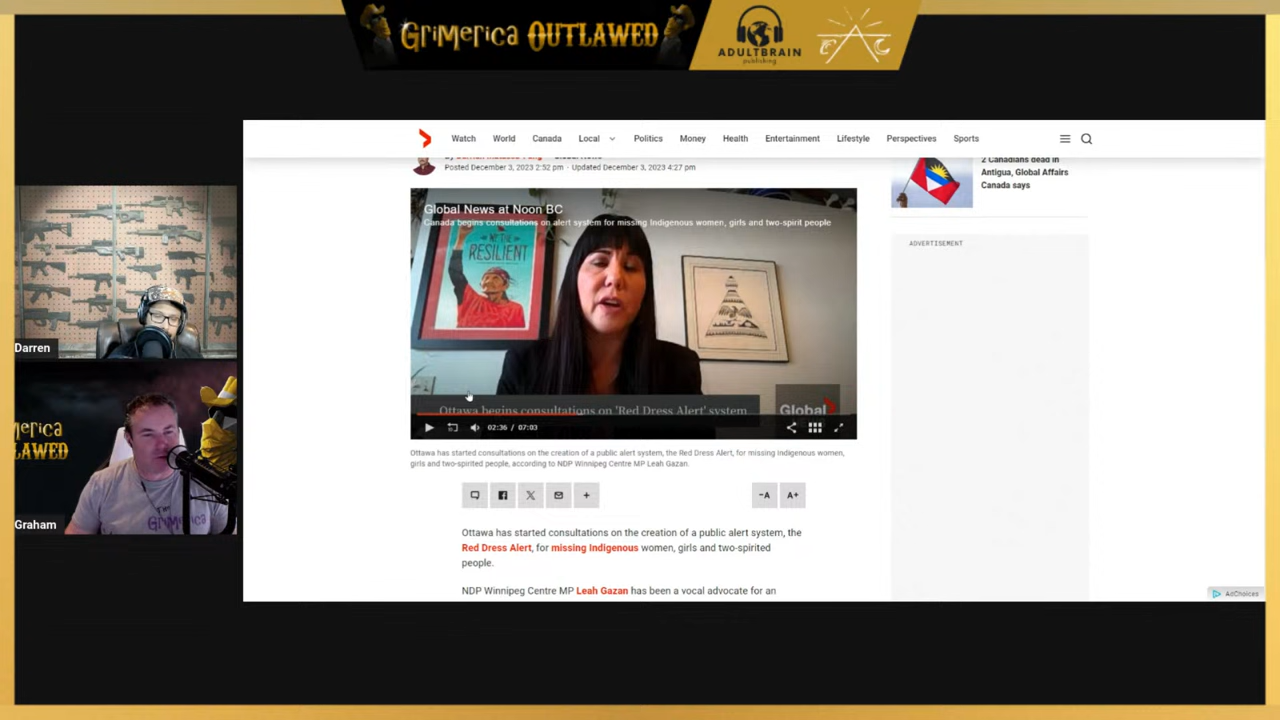 GRIMERICA OUTLAWED
ADULTBRAIN
publishing
Watch World Canada Local Politics Money Health Entertainment Lifestyle Perspectives Sports
Posted December 3, 2023 2:52 pm · Updated December 3, 2023 4:27 pm
2 Canadians dead in
Antigua, Global Affairs
Canada says
ADVERTISEMENT
Global News at Noon BC
Canada begins consultations on alert system for missing Indigenous women, girls and two-spirit people
RESILIENT
Ottawa begins consultations on 'Red Dress Alert' system
Global
02:36 / 07:03
Ottawa has started consultations on the creation of a public alert system, the Red Dress Alert, for missing Indigenous women,
girls and two-spirited people, according to NDP Winnipeg Centre MP Leah Gazan.
-A A+
Ottawa has started consultations on the creation of a public alert system, the
Red Dress Alert, for missing Indigenous women, girls and two-spirited
people.
NDP Winnipeg Centre MP Leah Gazan has been a vocal advocate for an
AdChoices
Darren
merica
LAWED
GRIMERICA
Graham